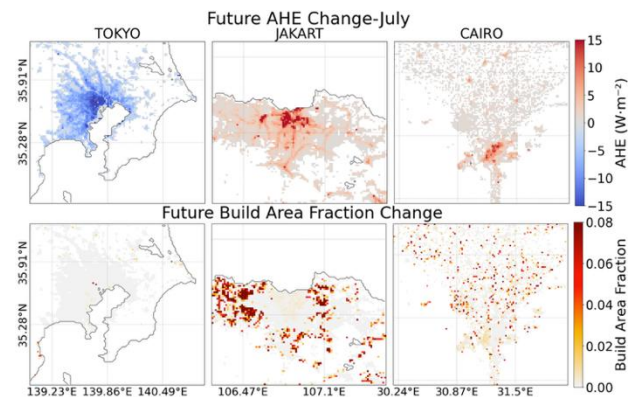 Future AHE Change-July
TOKYO JAKART CAIRO
35.91°N
35.28°N
15
10
5
0
−5
−10
−15
AHE (W·m⁻²)
Future Build Area Fraction Change
35.91°N
35.28°N
0.08
0.06
0.04
0.02
0.00
Build Area Fraction
139.23°E 139.86°E 140.49°E 106.47°E 107.1°E 30.24°E 30.87°E 31.5°E